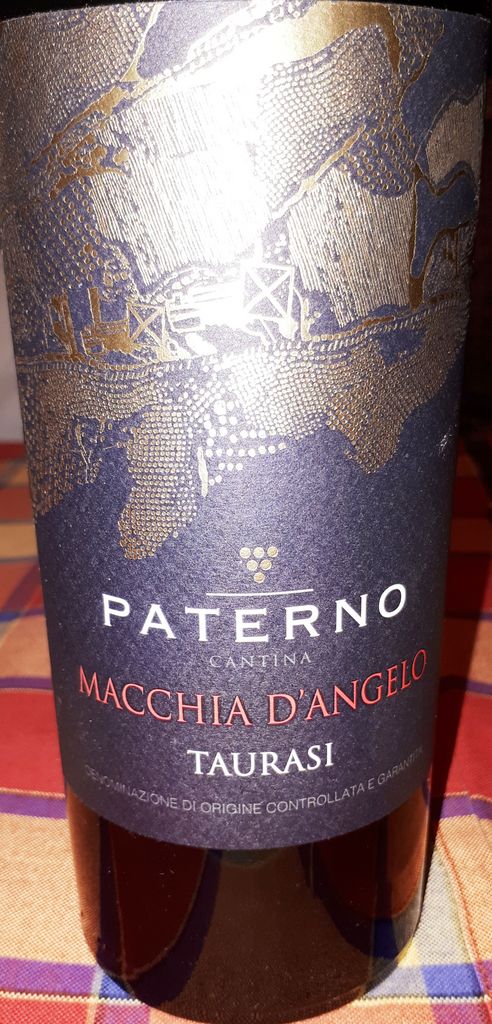 PATERNO
CANTINA
MACCHIA D'ANGELO
TAURASI
DENOMINAZIONE DI ORIGINE CONTROLLATA E GARANTITA